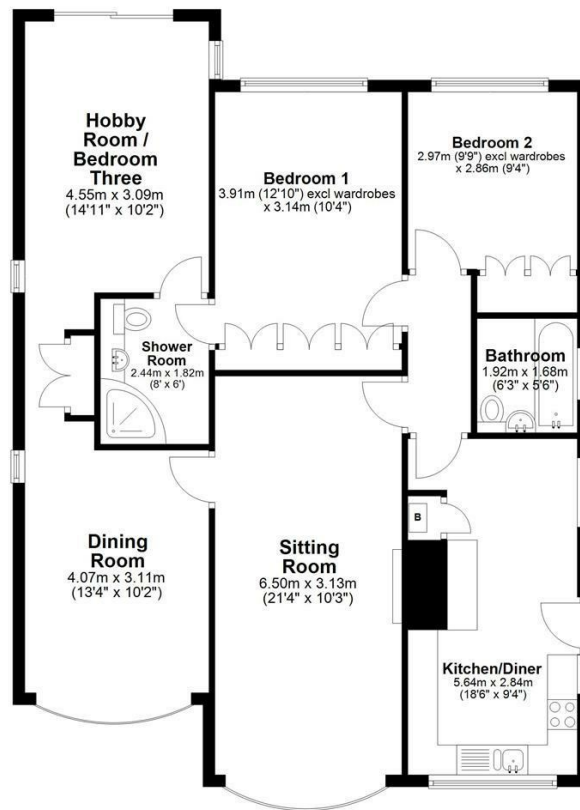 Hobby
Room /
Bedroom
Three
4.55m x 3.09m
(14'11" x 10'2")
Bedroom 1
3.91m (12'10") excl wardrobes
x 3.14m (10'4")
Bedroom 2
2.97m (9'9") excl wardrobes
x 2.86m (9'4")
Shower
Room
2.44m x 1.82m
(8' x 6')
Bathroom
1.92m x 1.68m
(6'3" x 5'6")
Dining
Room
4.07m x 3.11m
(13'4" x 10'2")
Sitting
Room
6.50m x 3.13m
(21'4" x 10'3")
B
Kitchen/Diner
5.64m x 2.84m
(18'6" x 9'4")